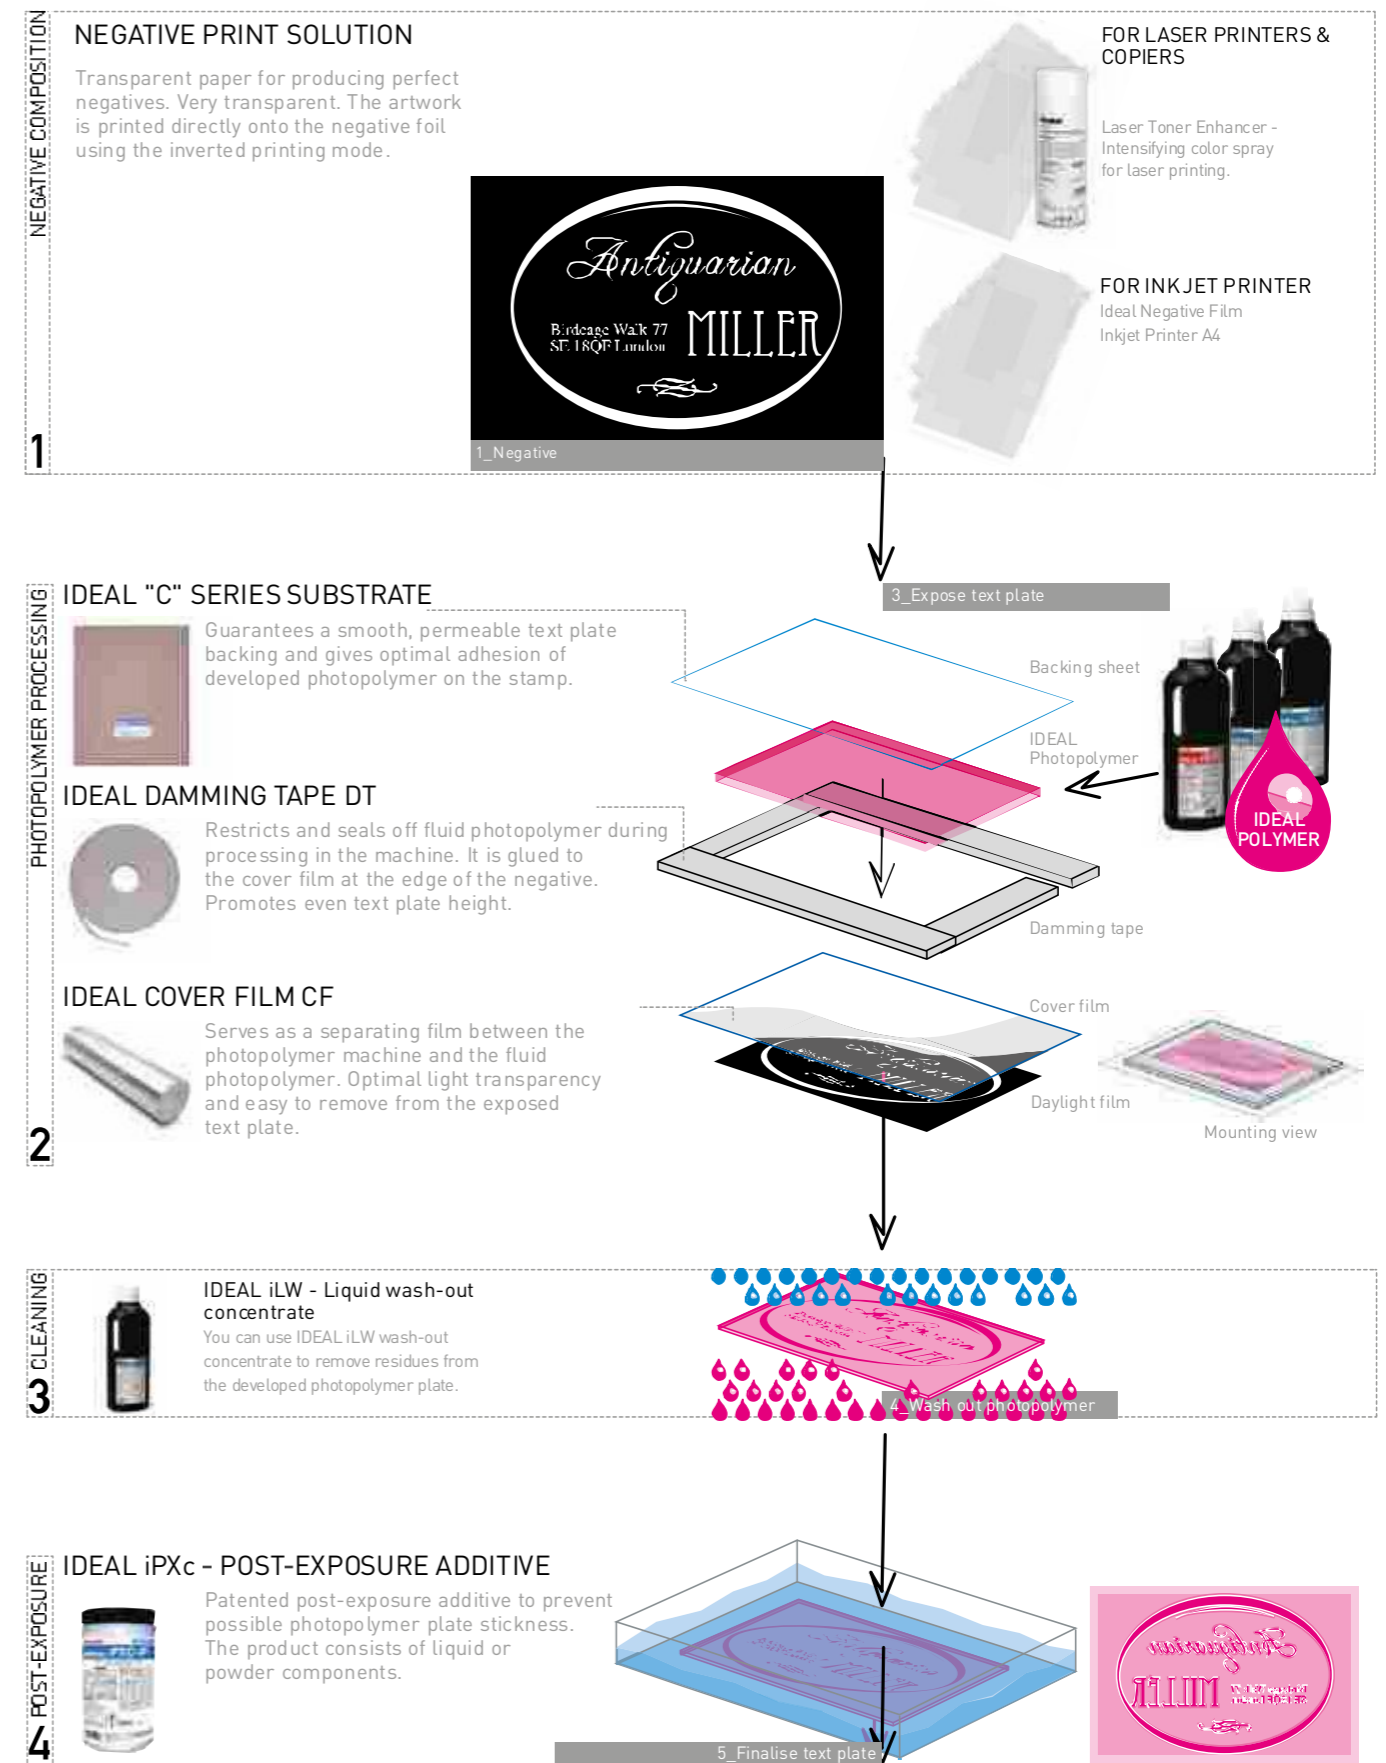 NEGATIVE COMPOSITION
1
NEGATIVE PRINT SOLUTION
Transparent paper for producing perfect
negatives. Very transparent. The artwork
is printed directly onto the negative foil
using the inverted printing mode.
Antiquarian
MILLER
Birdcage Walk 77
1_Negative
FOR LASER PRINTERS &
COPIERS
Laser Toner Enhancer -
Intensifying color spray
for laser printing.
FOR INKJET PRINTER
Ideal Negative Film
Inkjet Printer A4
PHOTOPOLYMER PROCESSING
2
IDEAL "C" SERIES SUBSTRATE
Guarantees a smooth, permeable text plate
backing and gives optimal adhesion of
developed photopolymer on the stamp.
IDEAL DAMMING TAPE DT
Restricts and seals off fluid photopolymer during
processing in the machine. It is glued to
the cover film at the edge of the negative.
Promotes even text plate height.
IDEAL COVER FILM CF
Serves as a separating film between the
photopolymer machine and the fluid
photopolymer. Optimal light transparency
and easy to remove from the exposed
text plate.
3_Expose text plate
Backing sheet
IDEAL
Photopolymer
IDEAL
POLYMER
Damming tape
Cover film
Daylight film
Mounting view
CLEANING
3
IDEAL iLW - Liquid wash-out
concentrate
You can use IDEAL iLW wash-out
concentrate to remove residues from
the developed photopolymer plate.
4_Wash out photopolymer
POST-EXPOSURE
4
IDEAL iPXc - POST-EXPOSURE ADDITIVE
Patented post-exposure additive to prevent
possible photopolymer plate stickness.
The product consists of liquid or
powder components.
5_Finalise text plate
Antiquarian
MILLER